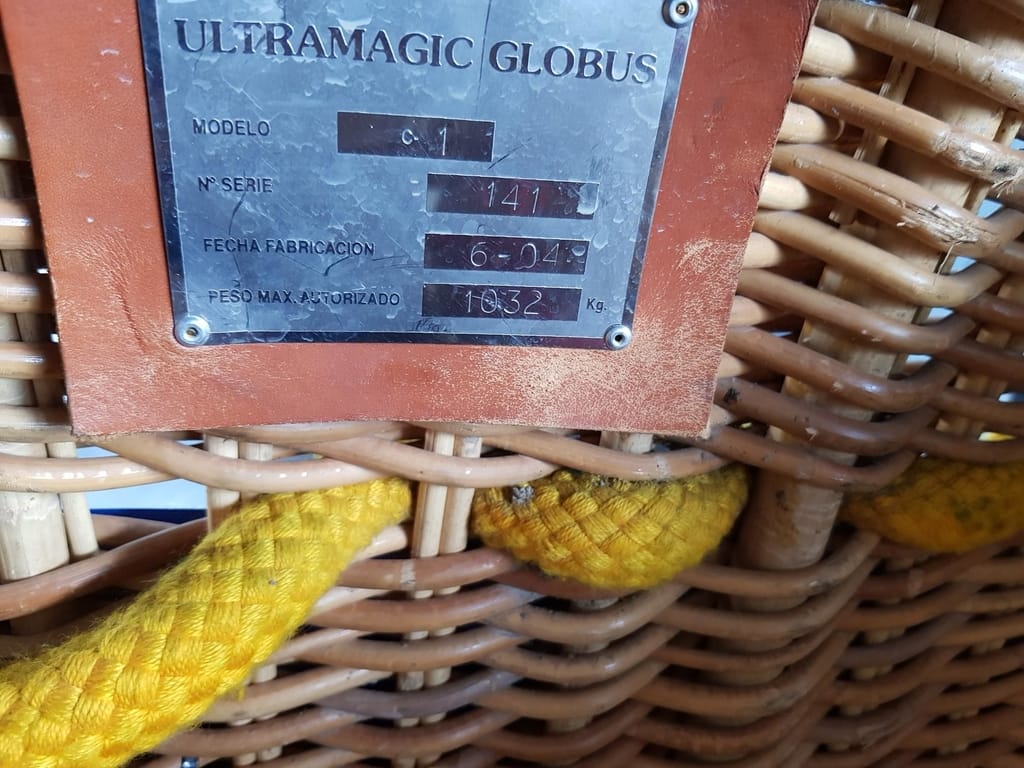 ULTRAMAGIC GLOBUS
MODELO C-1
Nº SERIE 141
FECHA FABRICACION 6-04
PESO MAX. AUTORIZADO 1032 Kg.